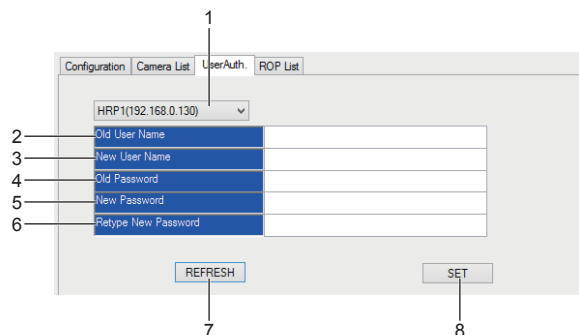 1
Configuration Camera List UserAuth. ROP List
HRP1(192.168.0.130)
2 Old User Name
3 New User Name
4 Old Password
5 New Password
6 Retype New Password
REFRESH SET
7 8